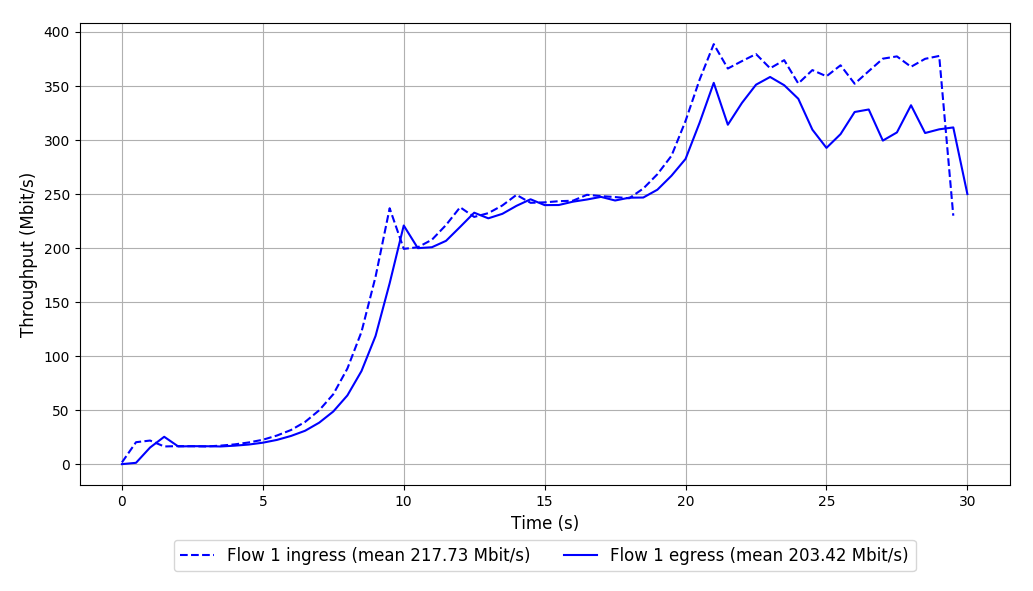 400
350
300
250
200
150
100
50
0
Throughput (Mbit/s)
0 5 10 15 20 25 30
Time (s)
Flow 1 ingress (mean 217.73 Mbit/s) Flow 1 egress (mean 203.42 Mbit/s)